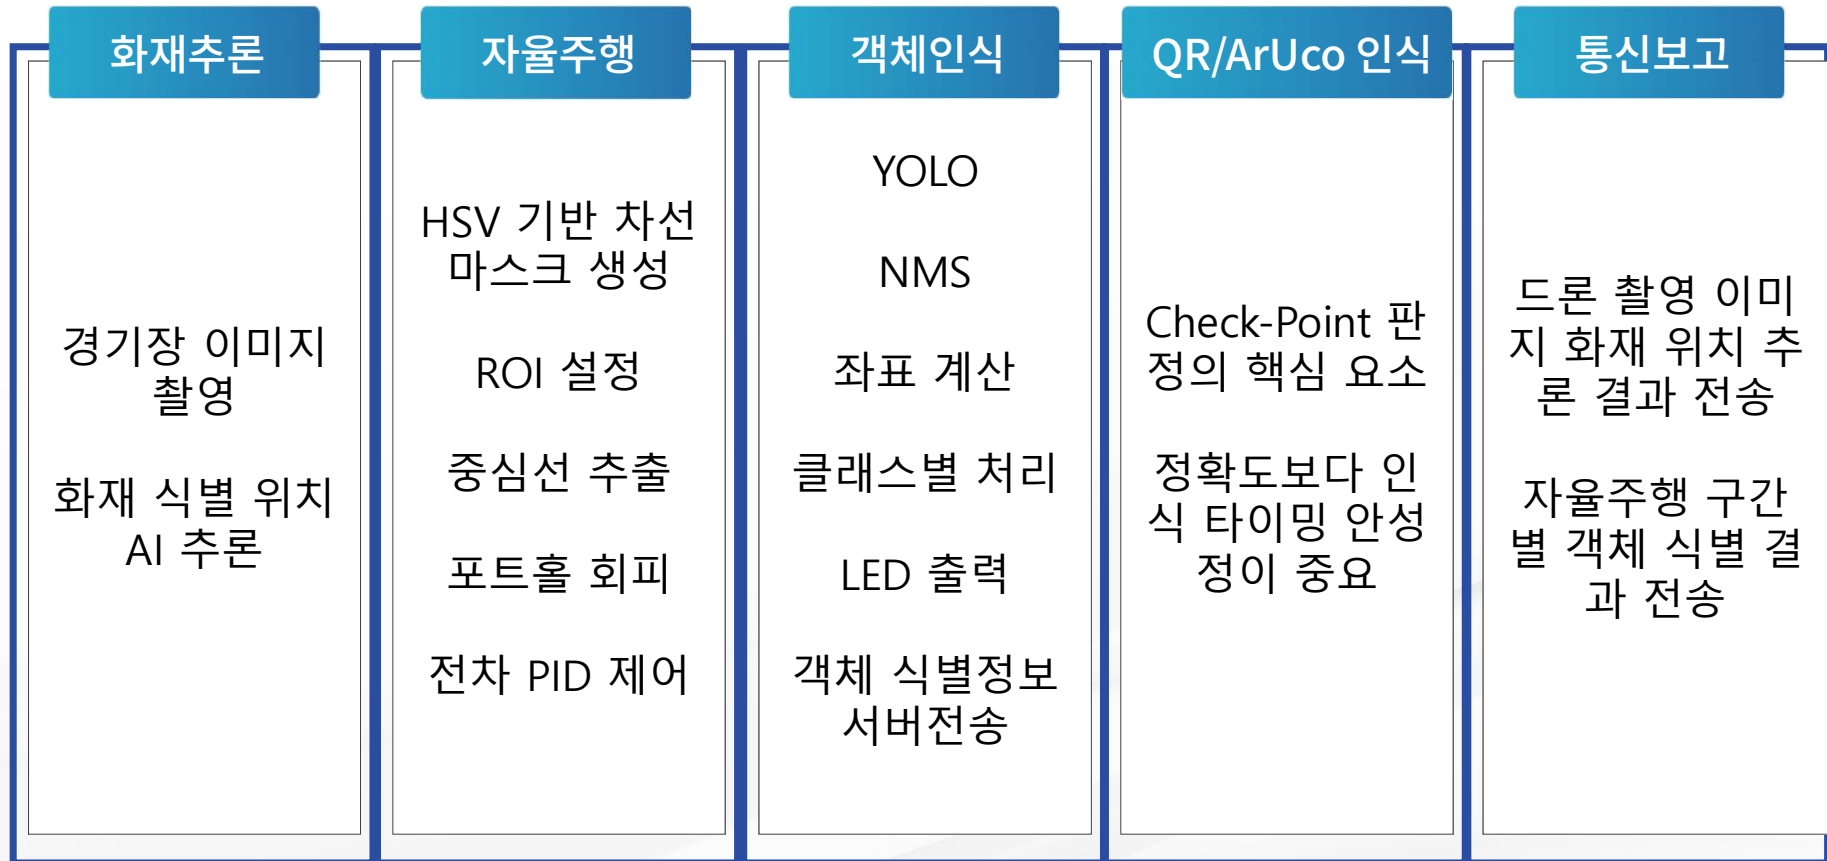 화재추론
경기장 이미지
촬영
화재 식별 위치
AI 추론
자율주행
HSV 기반 차선
마스크 생성
ROI 설정
중심선 추출
포트홀 회피
전차 PID 제어
객체인식
YOLO
NMS
좌표 계산
클래스별 처리
LED 출력
객체 식별정보
서버전송
QR/ArUco 인식
Check-Point 판
정의 핵심 요소
정확도보다 인
식 타이밍 안성
정이 중요
통신보고
드론 촬영 이미
지 화재 위치 추
론 결과 전송
자율주행 구간
별 객체 식별 결
과 전송